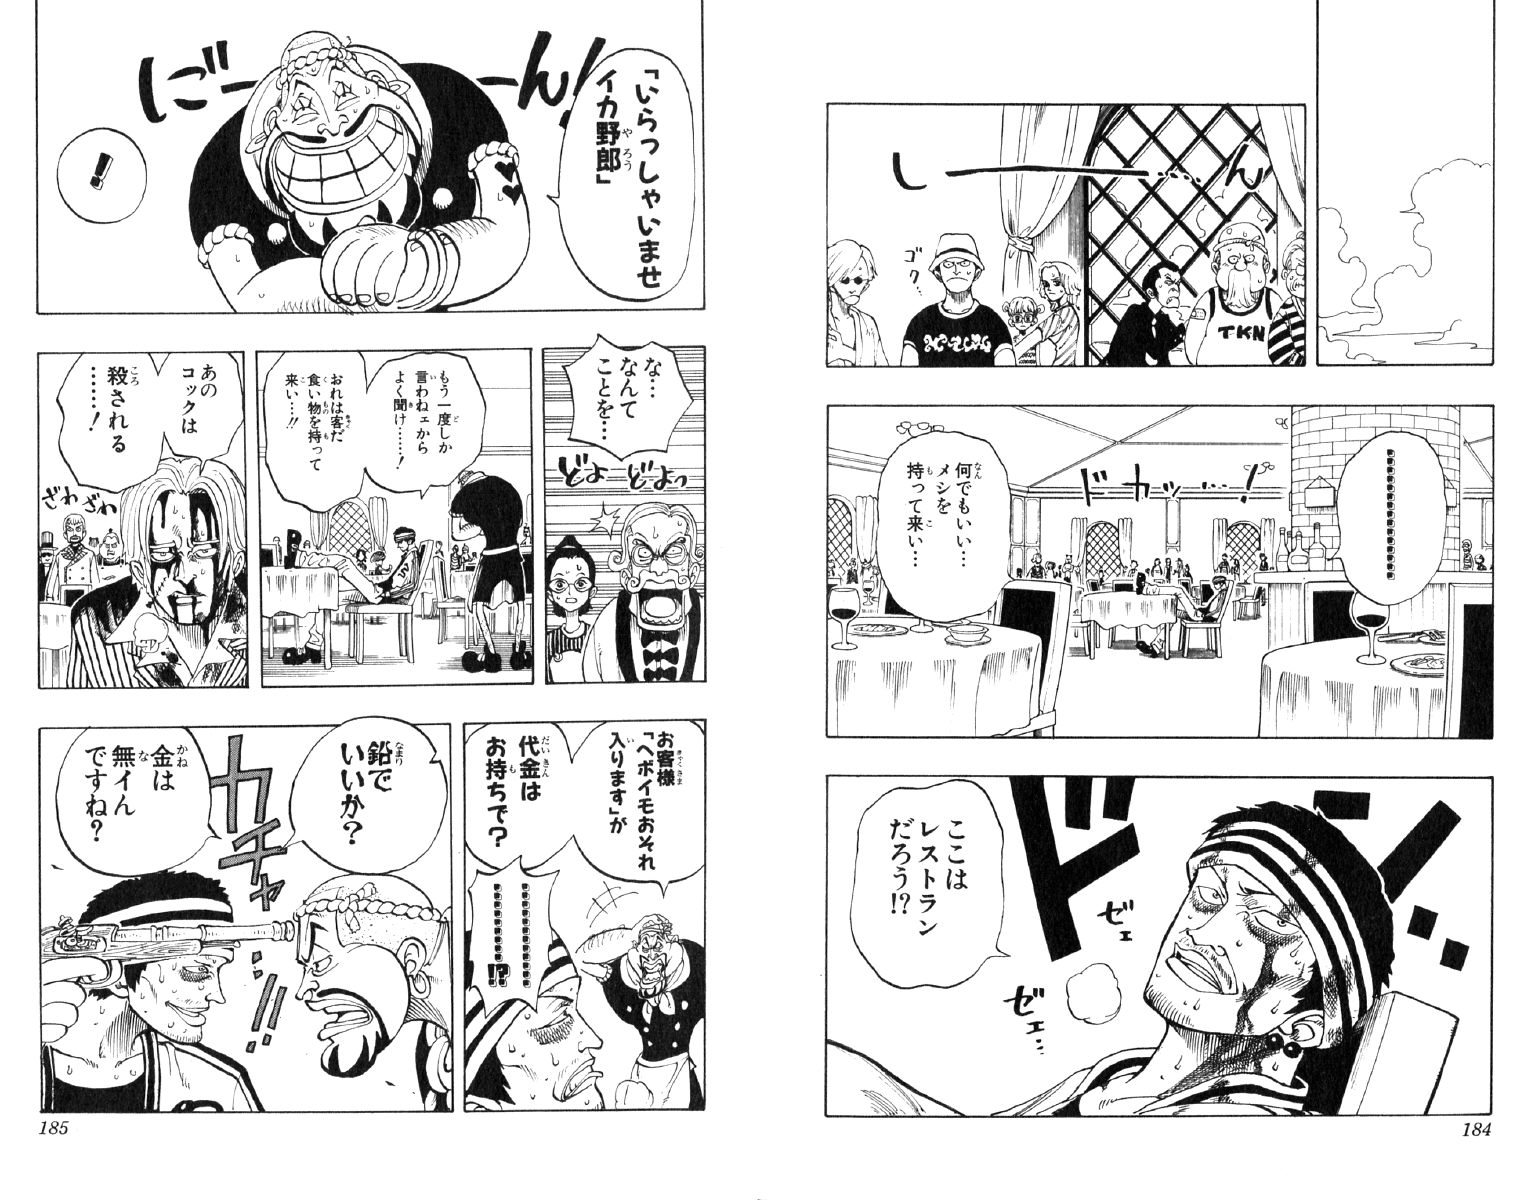 しーーー…ん
ゴク…
TKN
……………
ドカッ……!
何でもいい…
メシを
持って来い…
ドン
ここは
レストラン
だろう!?
ゼェ
ゼェ…
184
にーーん!
「いらっしゃいませ
イカ野郎」
!
な…
なんて
ことを…
どよ どよっ
もう一度しか
言わねェから
よく聞け……!
おれは客だ
食い物を持って
来い…!!
あの
コックは
殺される
……!
ざわざわ
お客様
「ヘボイモおそれ
入ります」が
代金は
お持ちで?
……………!?
鉛で
いいか?
カチャ
…!!
金は
無イんですね?
185